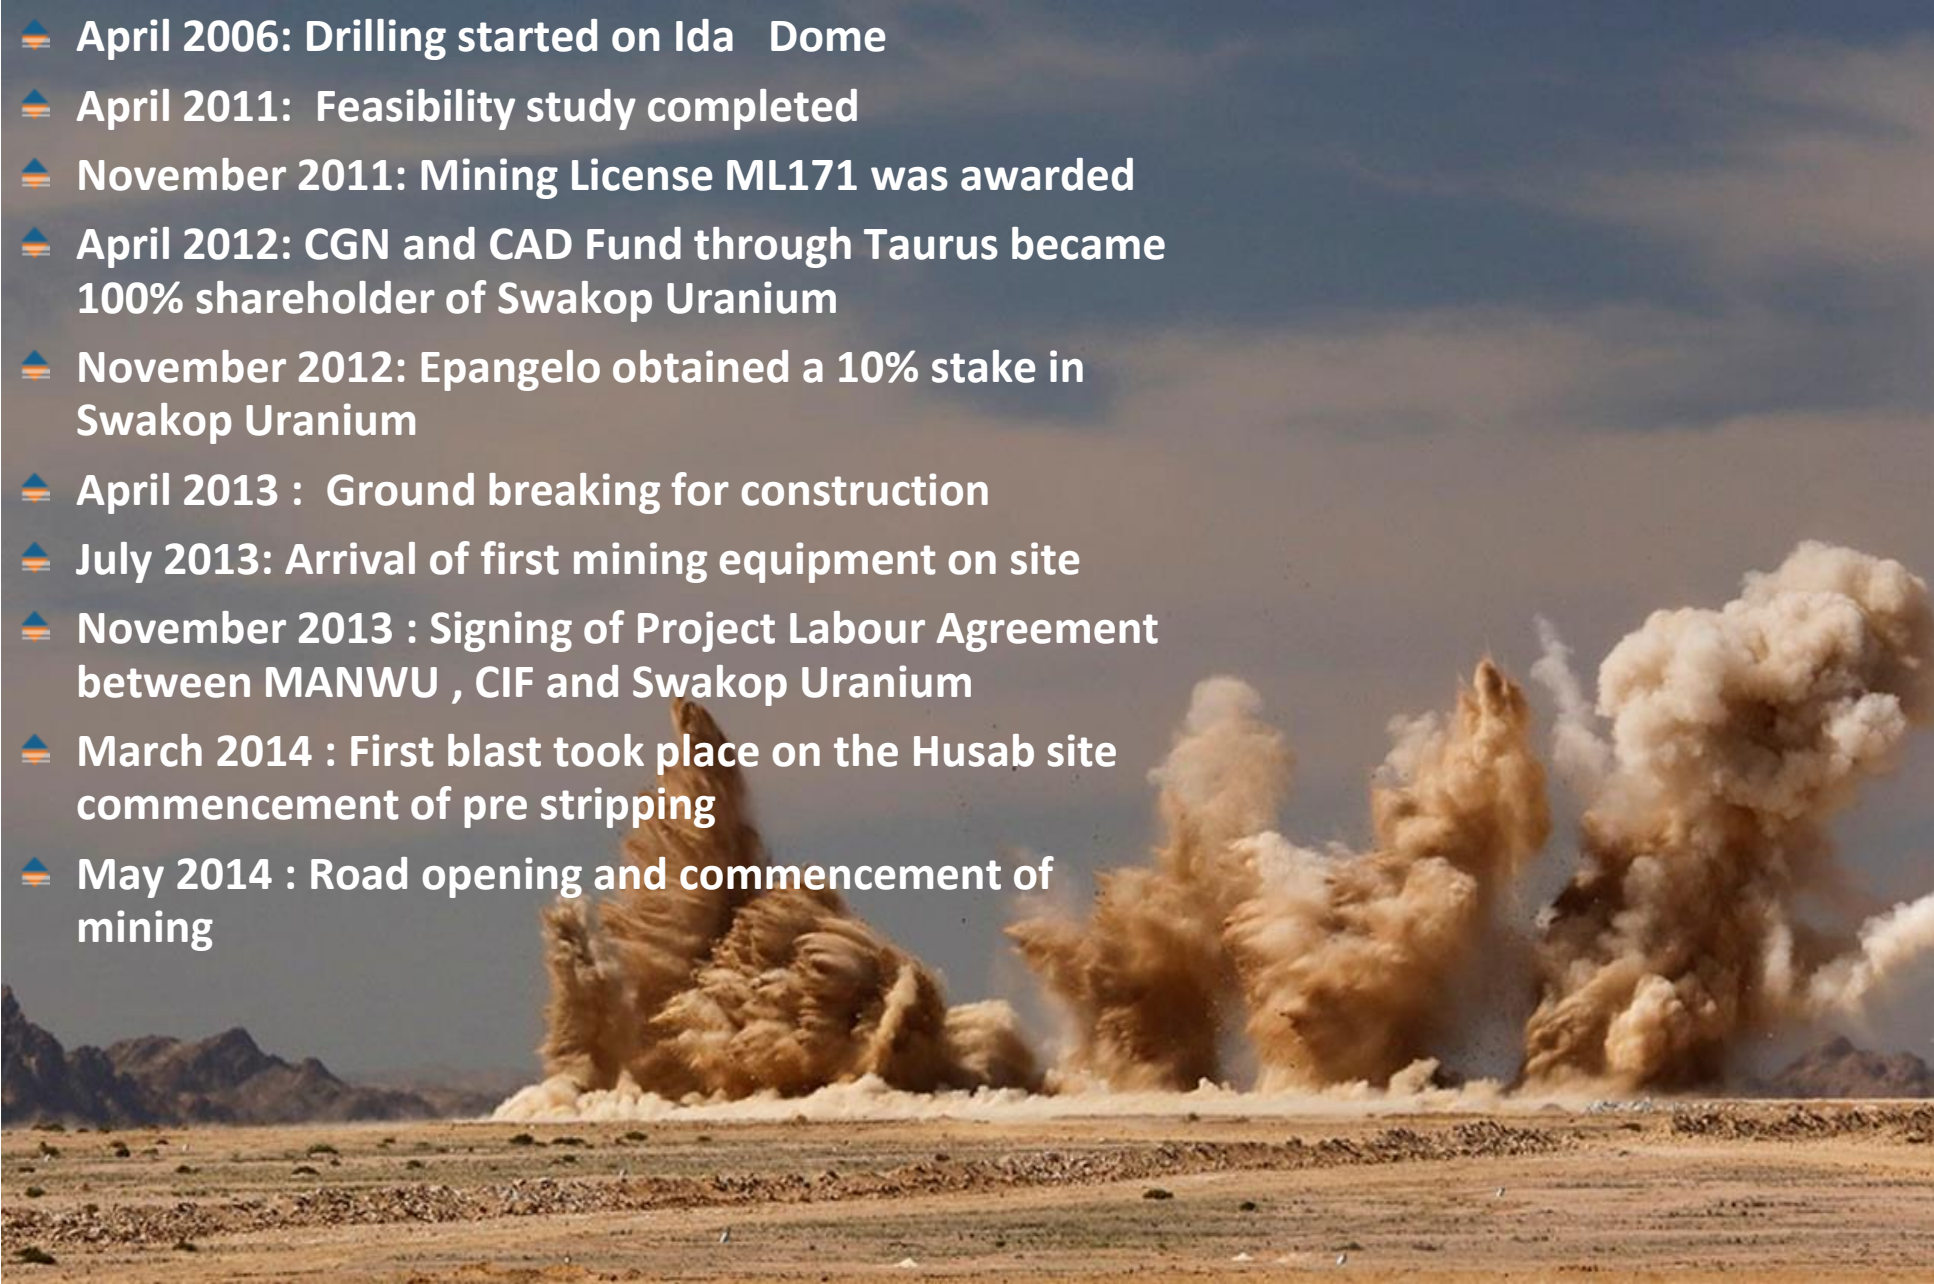 April 2006: Drilling started on Ida Dome
April 2011: Feasibility study completed
November 2011: Mining License ML171 was awarded
April 2012: CGN and CAD Fund through Taurus became
100% shareholder of Swakop Uranium
November 2012: Epangelo obtained a 10% stake in
Swakop Uranium
April 2013 : Ground breaking for construction
July 2013: Arrival of first mining equipment on site
November 2013 : Signing of Project Labour Agreement
between MANWU , CIF and Swakop Uranium
March 2014 : First blast took place on the Husab site
commencement of pre stripping
May 2014 : Road opening and commencement of
mining